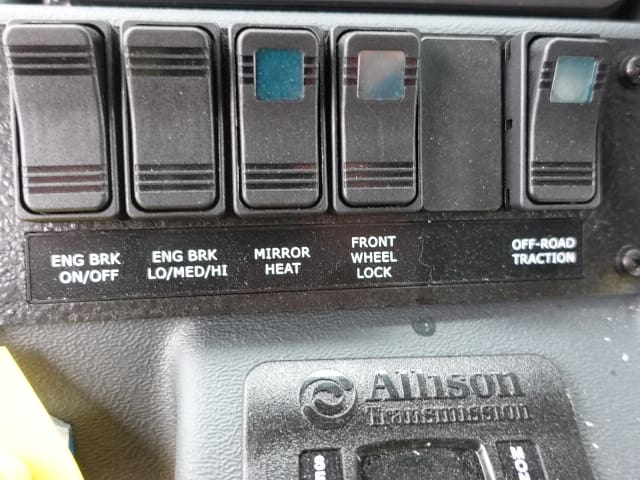 ENG BRK
ON/OFF
ENG BRK
LO/MED/HI
MIRROR
HEAT
FRONT
WHEEL
LOCK
OFF-ROAD
TRACTION
Allison
Transmission